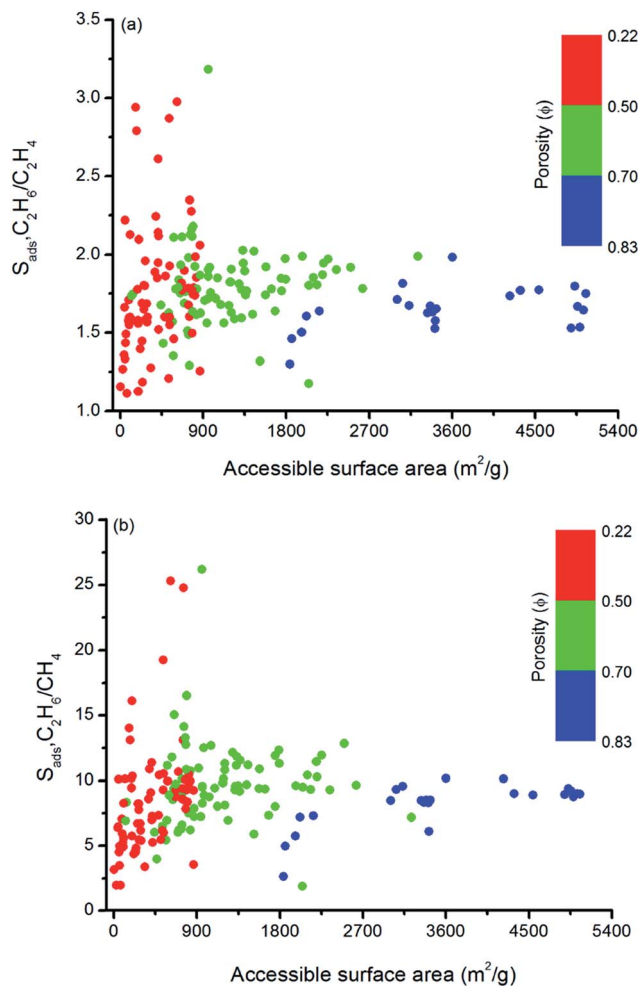 (a)
3.5
3.0
2.5
2.0
1.5
1.0
S_ads, C₂H₆/C₂H₄
0 900 1800 2700 3600 4500 5400
Accessible surface area (m²/g)
Porosity (ϕ)
0.22
0.50
0.70
0.83
(b)
30
25
20
15
10
5
0
S_ads, C₂H₆/CH₄
0 900 1800 2700 3600 4500 5400
Accessible surface area (m²/g)
Porosity (ϕ)
0.22
0.50
0.70
0.83